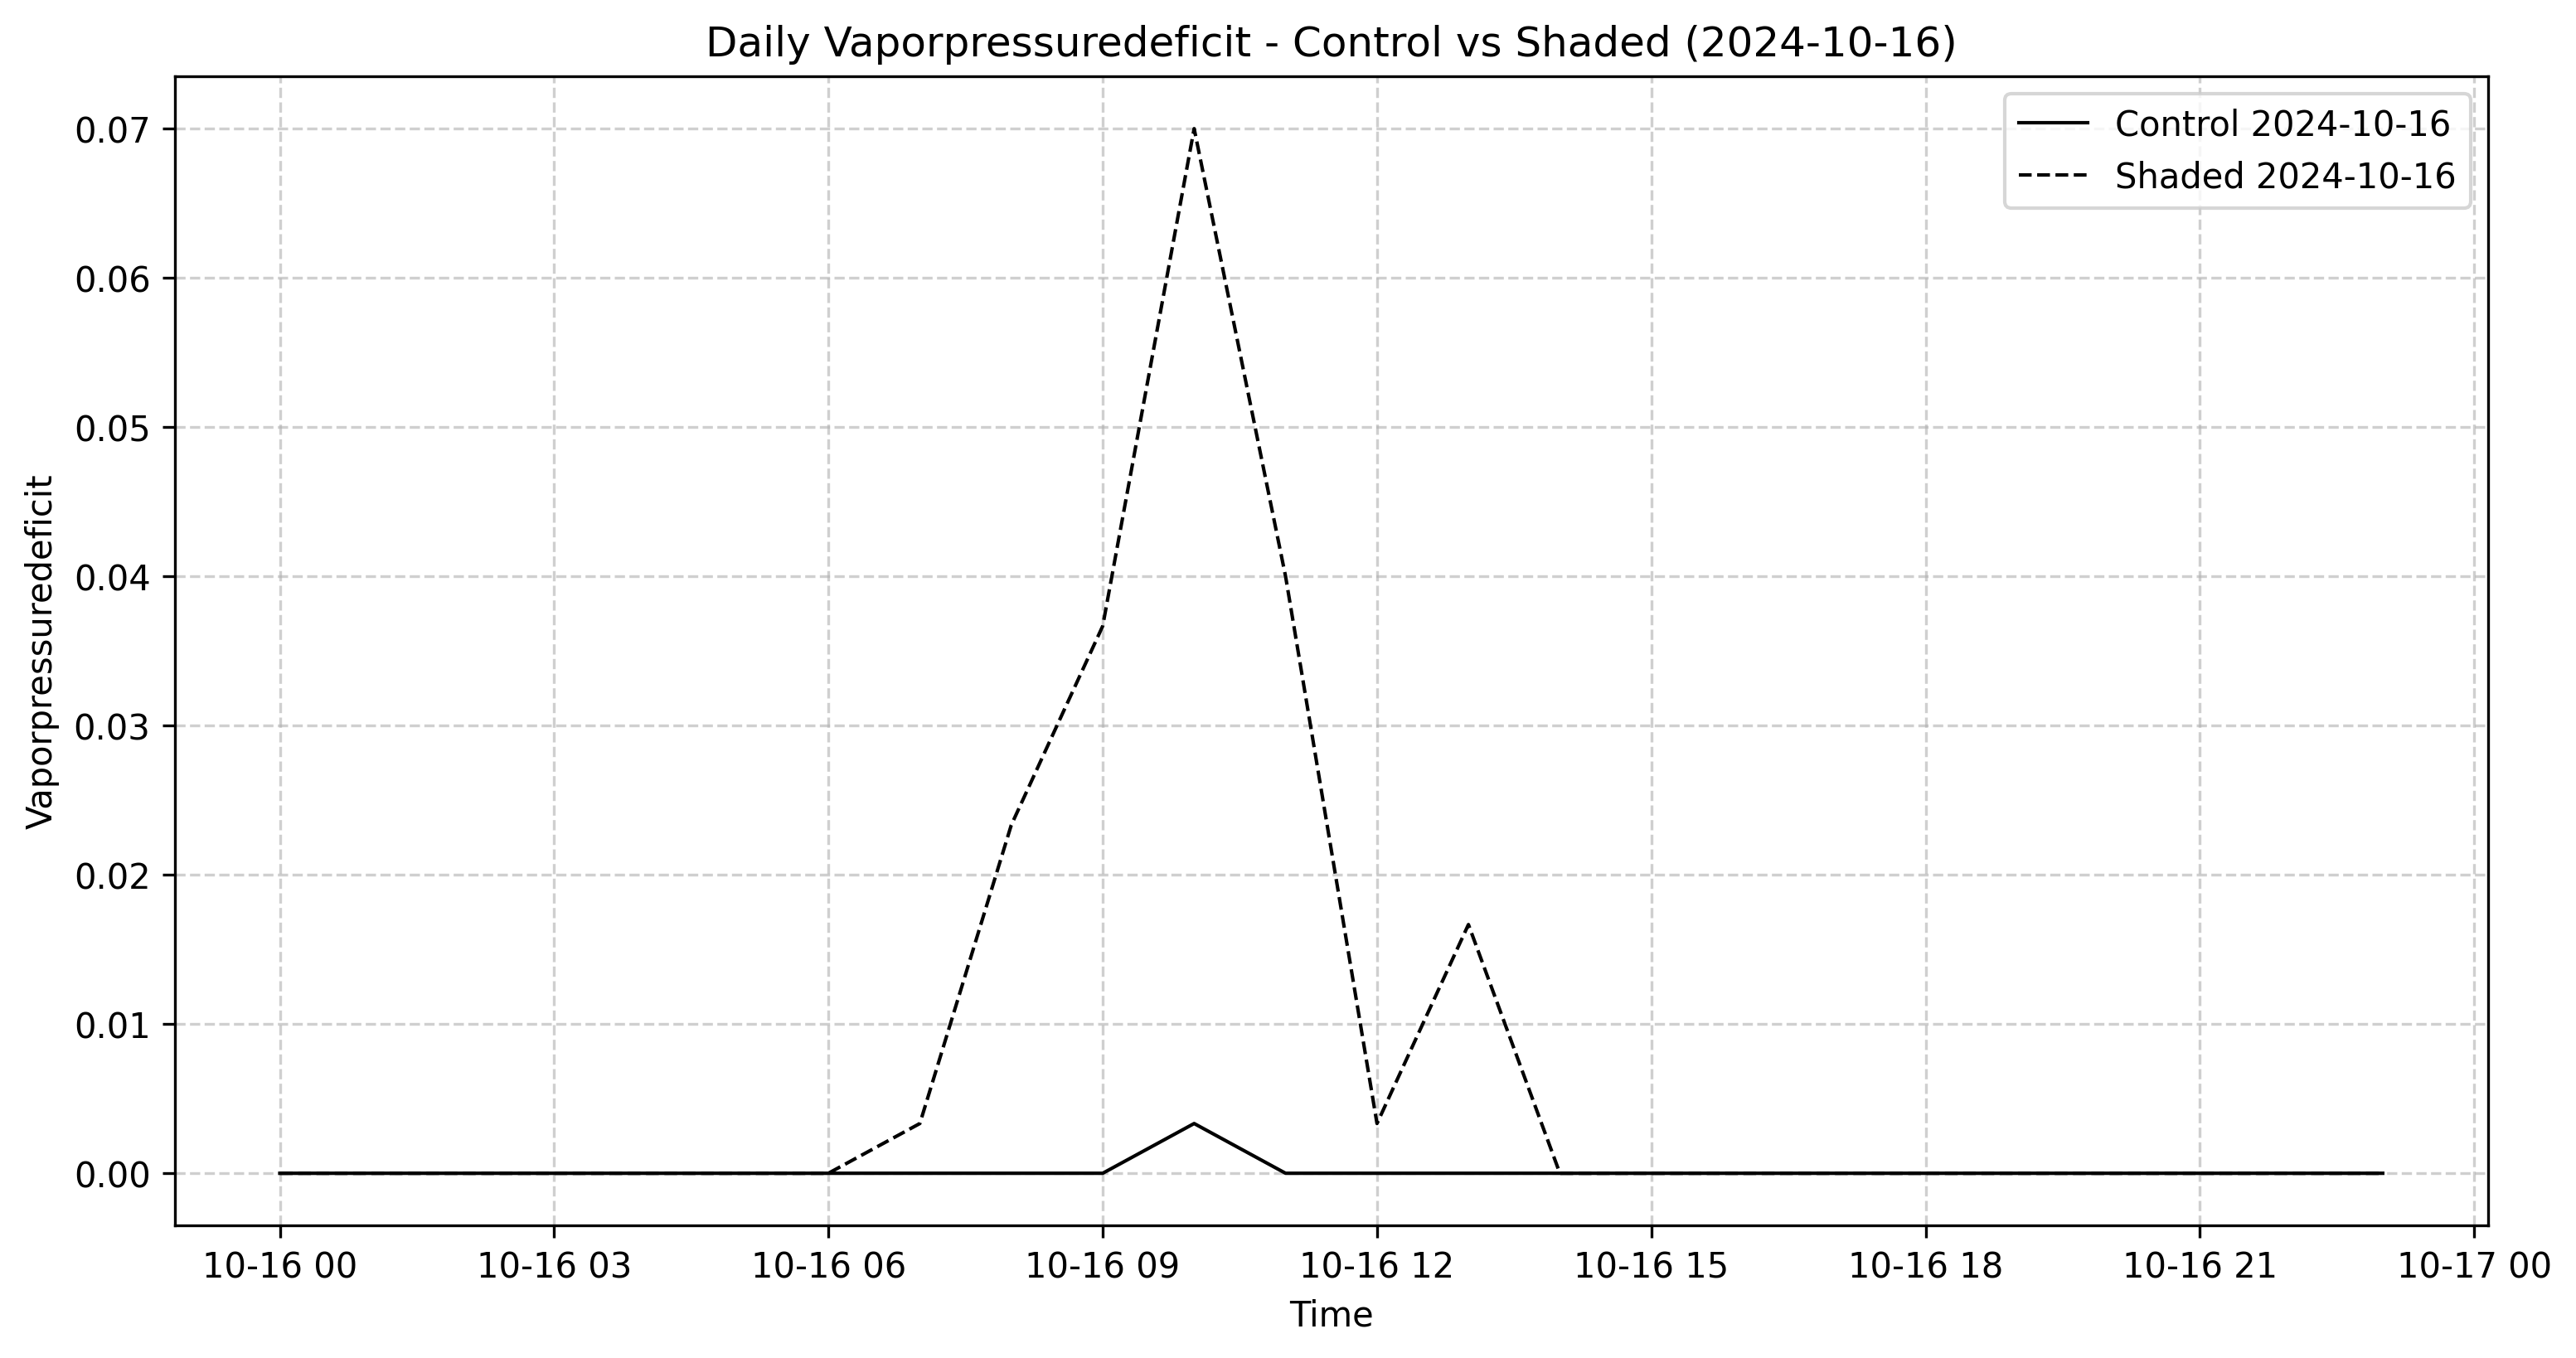 Daily Vaporpressuredeficit - Control vs Shaded (2024-10-16)
Control 2024-10-16
Shaded 2024-10-16
Vaporpressuredeficit
0.07
0.06
0.05
0.04
0.03
0.02
0.01
0.00
10-16 00 10-16 03 10-16 06 10-16 09 10-16 12 10-16 15 10-16 18 10-16 21 10-17 00
Time